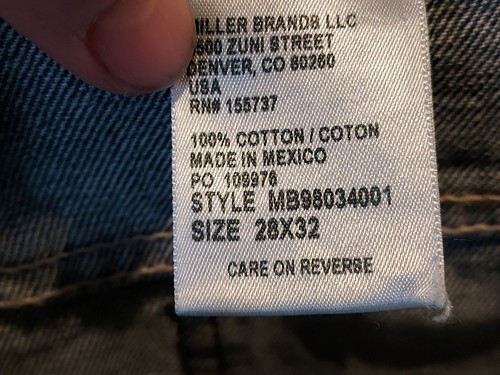 MILLER BRANDS LLC
8500 ZUNI STREET
DENVER, CO 80260
USA
RN# 155737
100% COTTON / COTON
MADE IN MEXICO
PO 109976
STYLE MB98034001
SIZE 28X32
CARE ON REVERSE